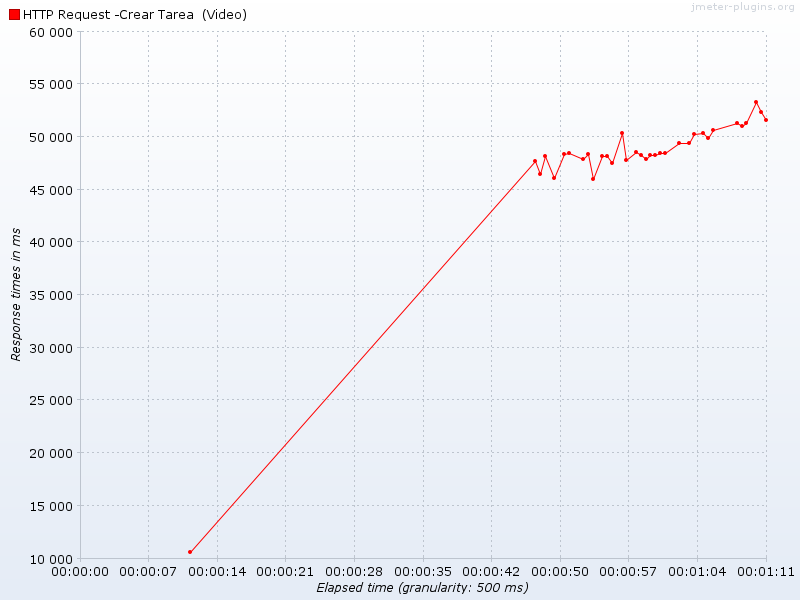 jmeter-plugins.org
HTTP Request -Crear Tarea (Video)
60 000
55 000
50 000
45 000
40 000
35 000
30 000
25 000
20 000
15 000
10 000
Response times in ms
00:00:00 00:00:07 00:00:14 00:00:21 00:00:28 00:00:35 00:00:42 00:00:50 00:00:57 00:01:04 00:01:11
Elapsed time (granularity: 500 ms)